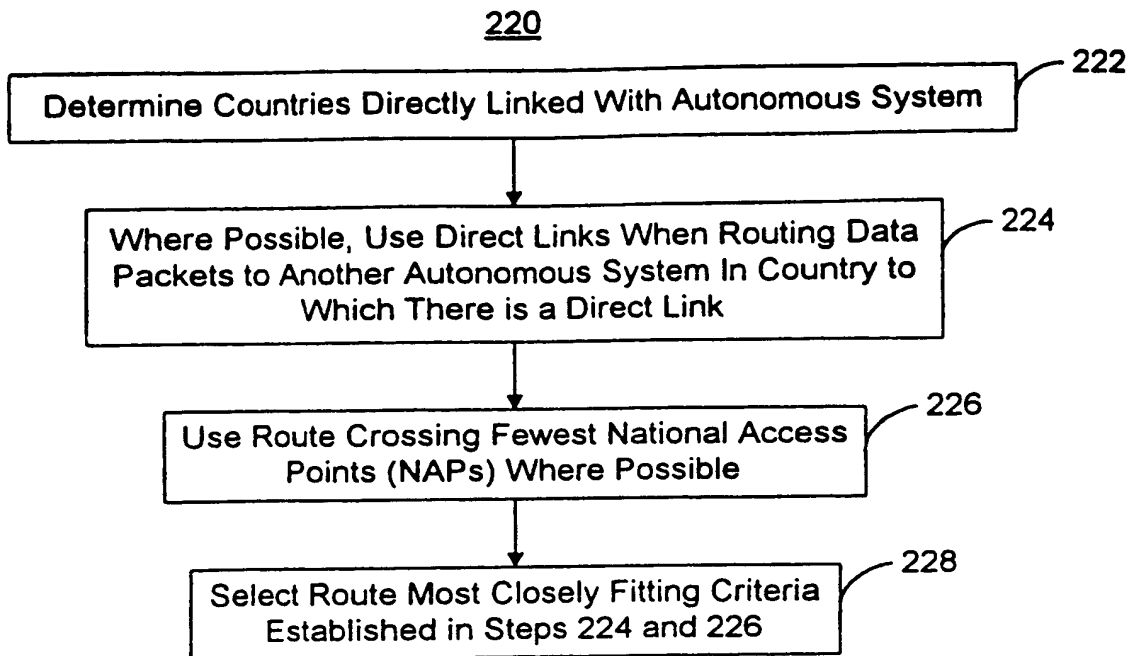 220
222
Determine Countries Directly Linked With Autonomous System
224
Where Possible, Use Direct Links When Routing Data
Packets to Another Autonomous System In Country to
Which There is a Direct Link
226
Use Route Crossing Fewest National Access
Points (NAPs) Where Possible
228
Select Route Most Closely Fitting Criteria
Established in Steps 224 and 226